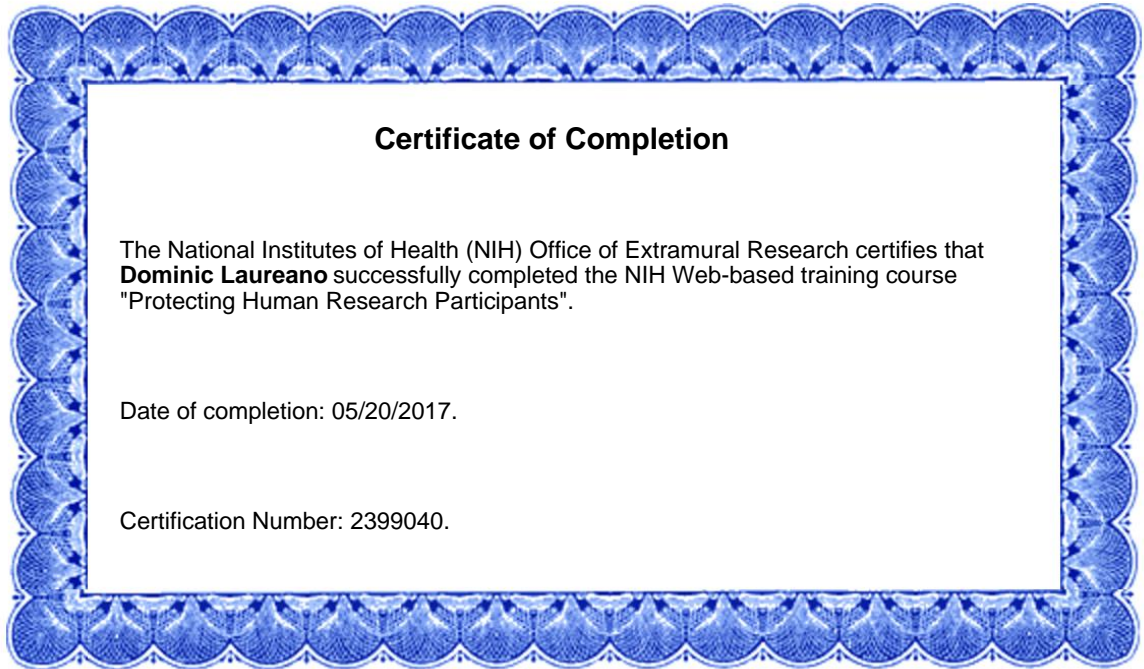 Certificate of Completion
The National Institutes of Health (NIH) Office of Extramural Research certifies that
Dominic Laureano successfully completed the NIH Web-based training course
"Protecting Human Research Participants".
Date of completion: 05/20/2017.
Certification Number: 2399040.